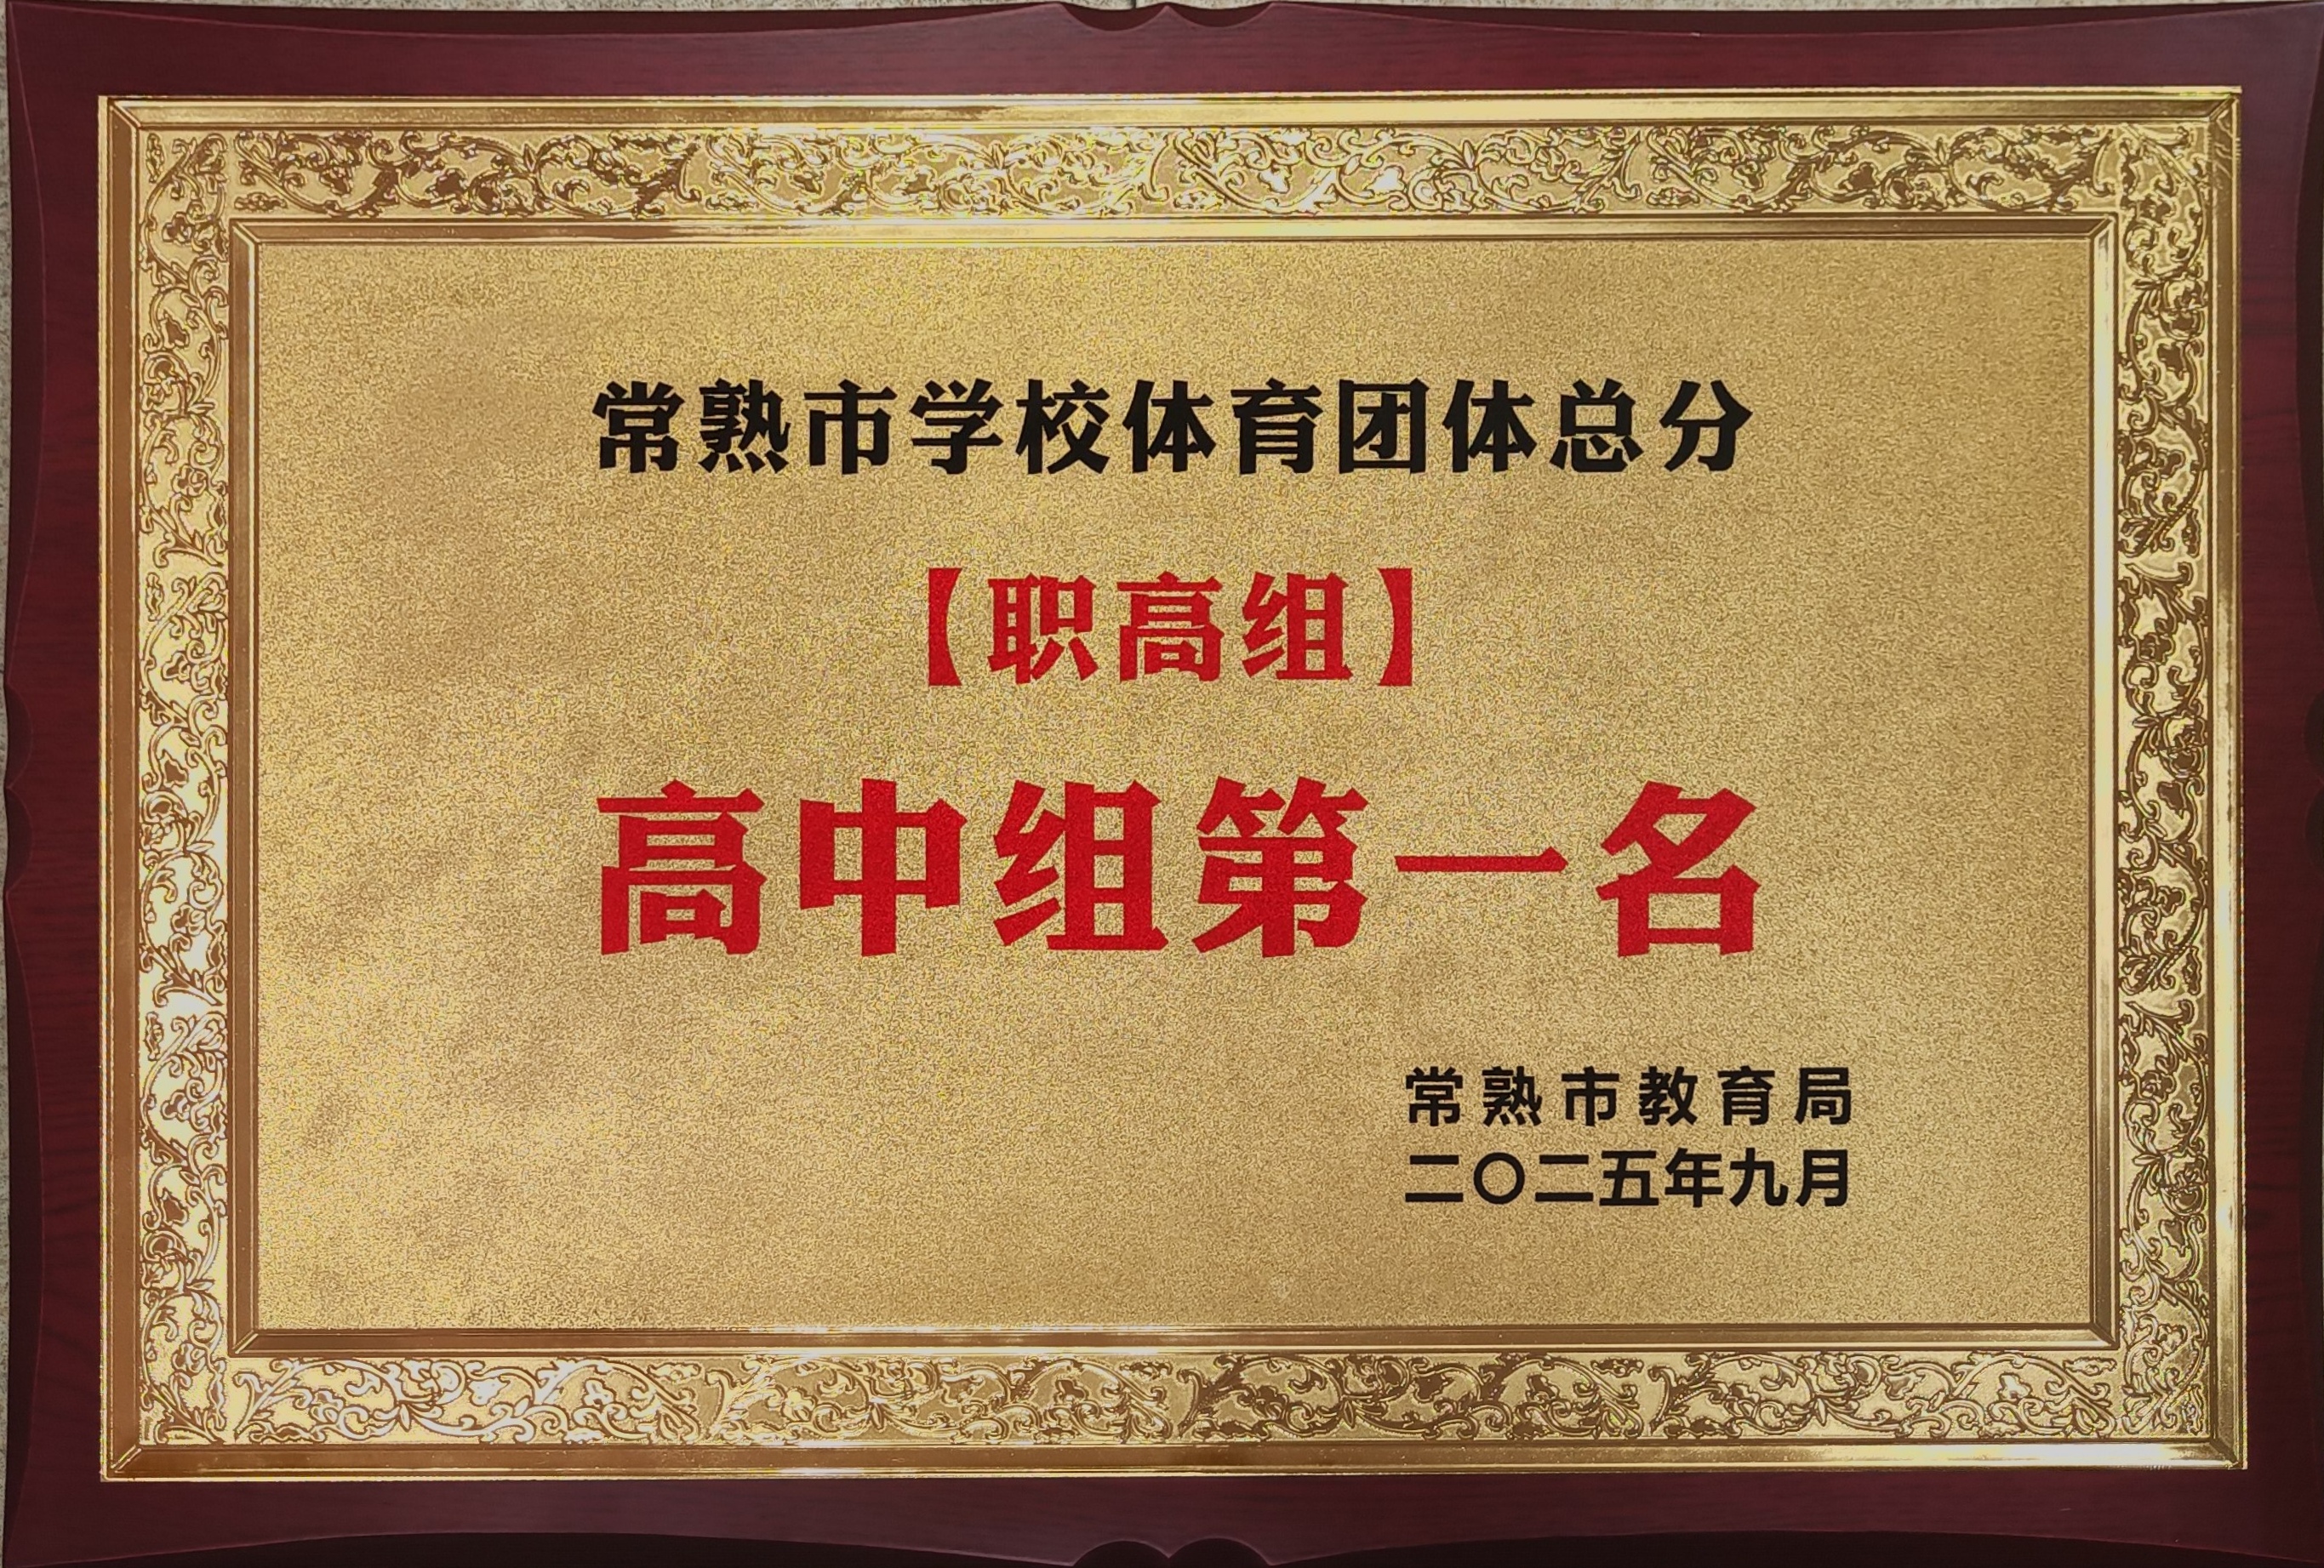 常熟市学校体育团体总分
【职高组】
高中组第一名
常熟市教育局
二〇二五年九月